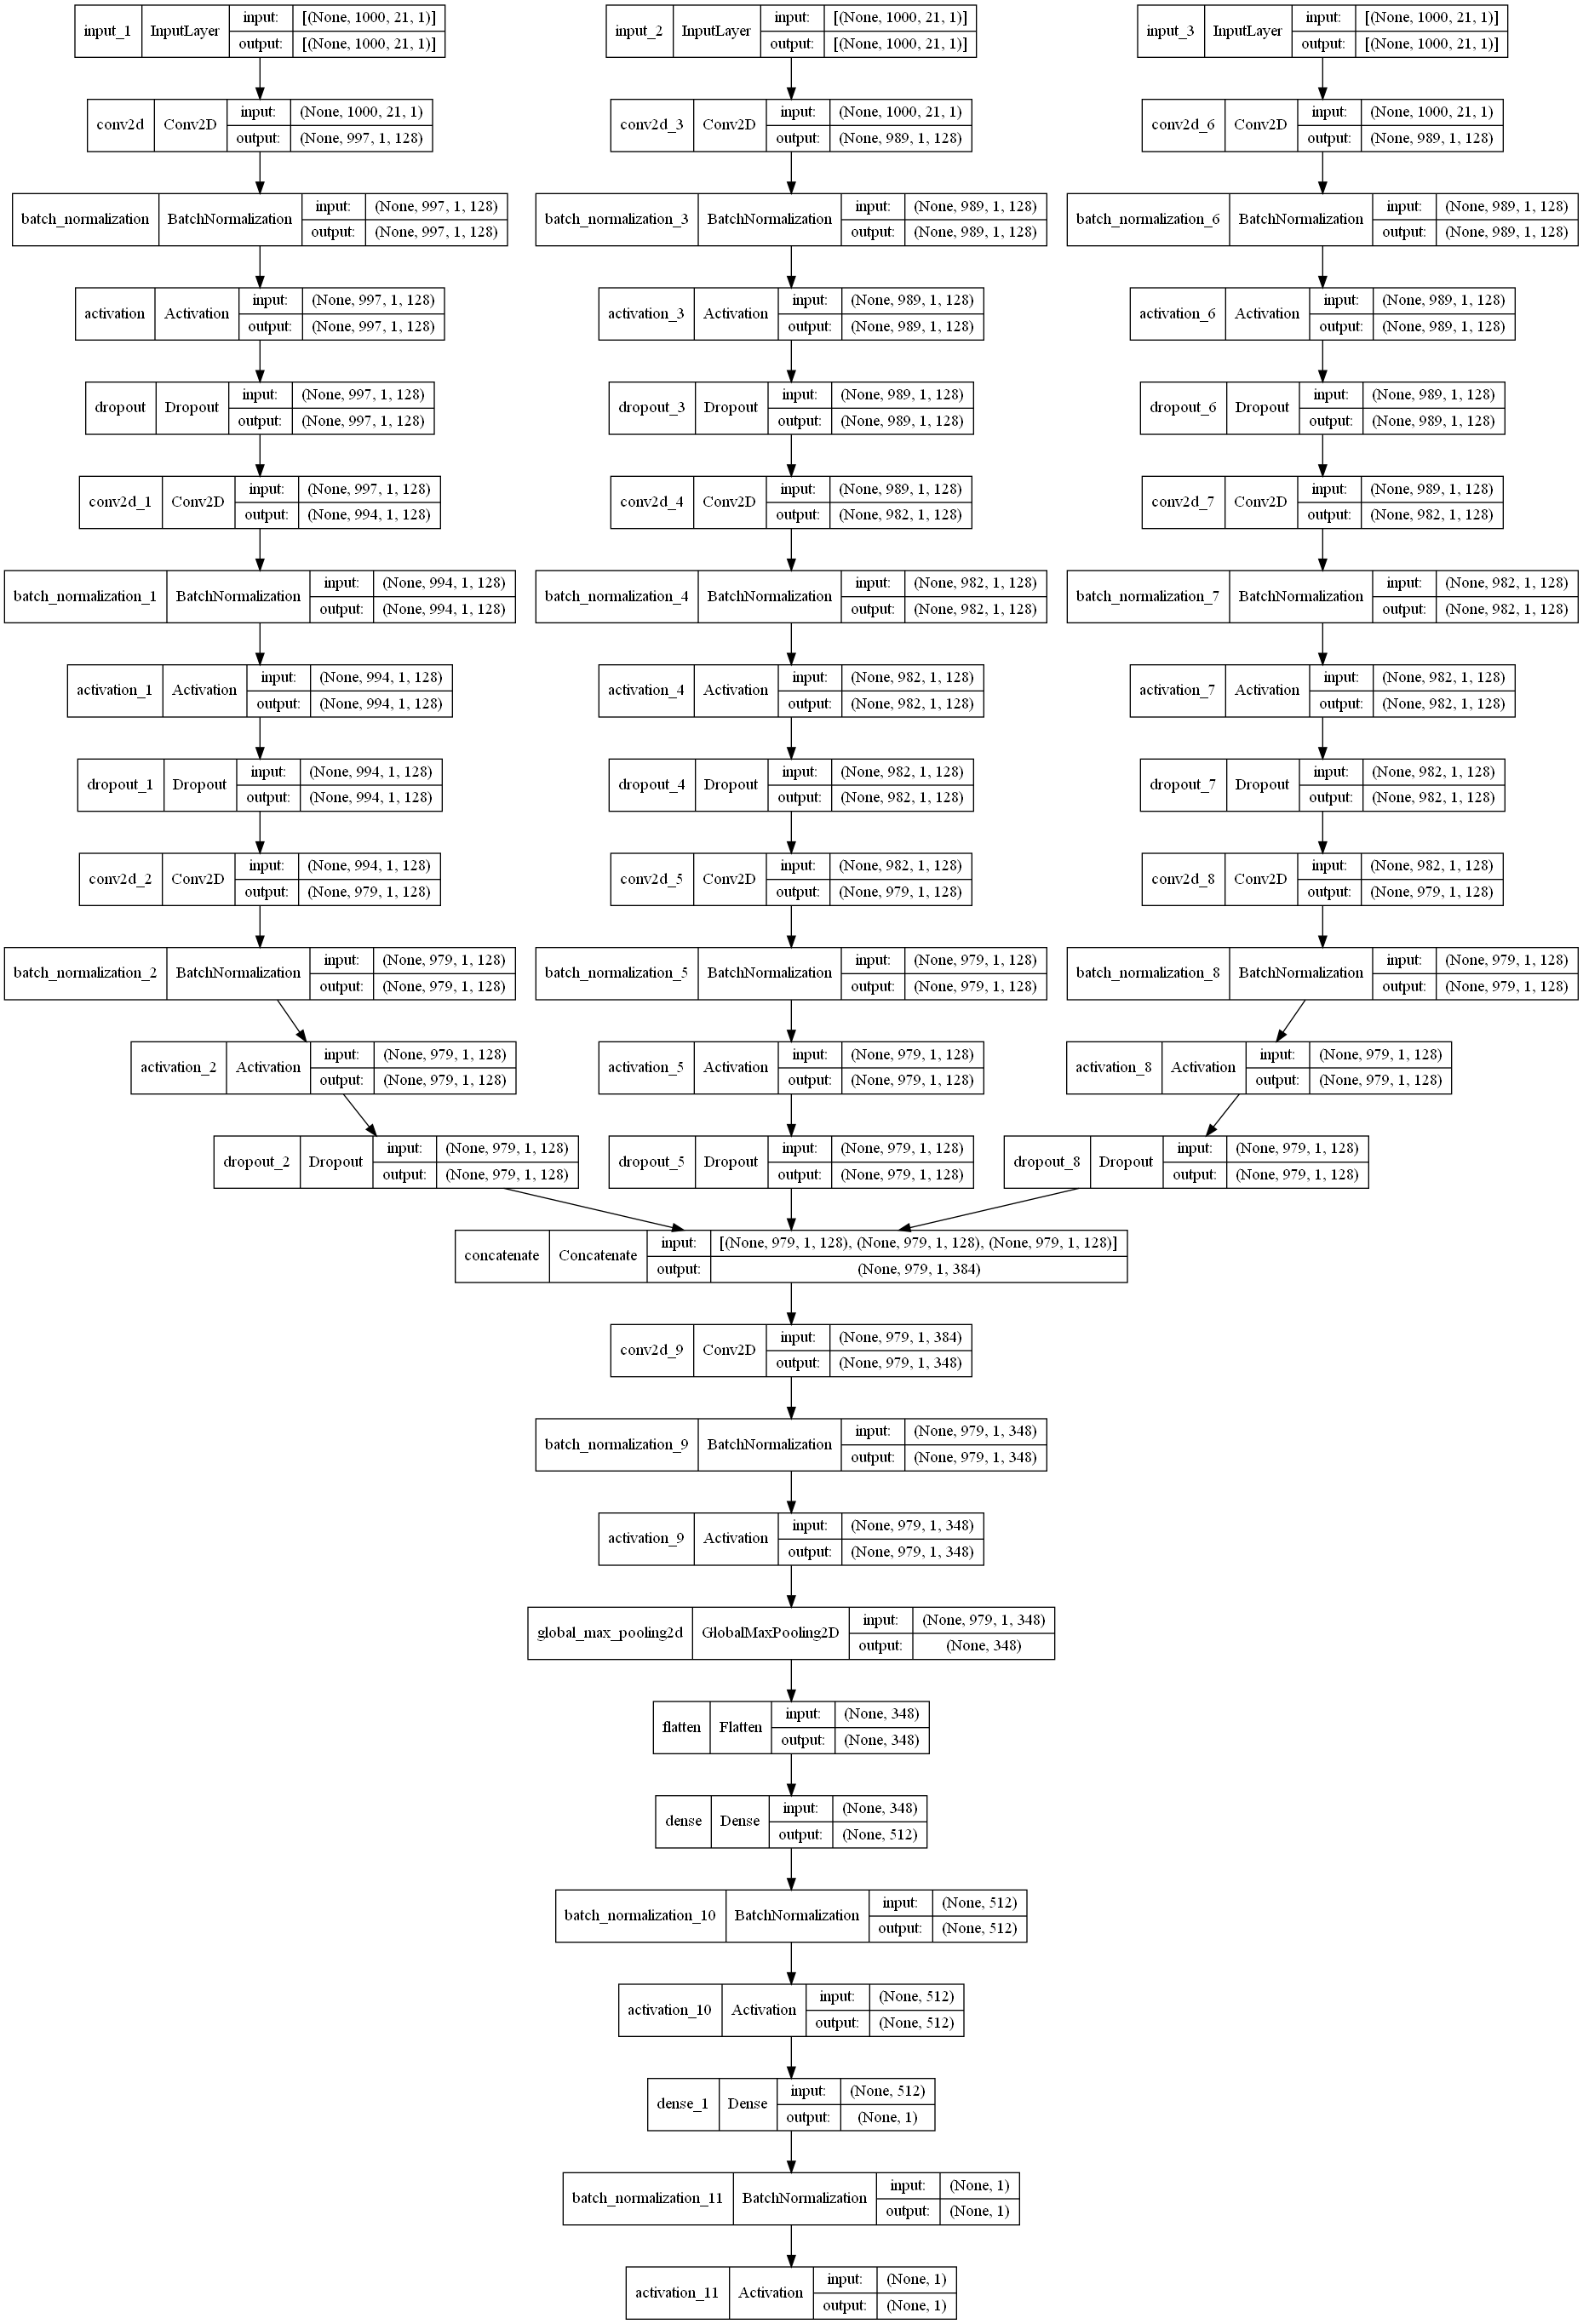 input_1 InputLayer input: [(None, 1000, 21, 1)]
output: [(None, 1000, 21, 1)]
conv2d Conv2D input: (None, 1000, 21, 1)
output: (None, 997, 1, 128)
batch_normalization BatchNormalization input: (None, 997, 1, 128)
output: (None, 997, 1, 128)
activation Activation input: (None, 997, 1, 128)
output: (None, 997, 1, 128)
dropout Dropout input: (None, 997, 1, 128)
output: (None, 997, 1, 128)
conv2d_1 Conv2D input: (None, 997, 1, 128)
output: (None, 994, 1, 128)
batch_normalization_1 BatchNormalization input: (None, 994, 1, 128)
output: (None, 994, 1, 128)
activation_1 Activation input: (None, 994, 1, 128)
output: (None, 994, 1, 128)
dropout_1 Dropout input: (None, 994, 1, 128)
output: (None, 994, 1, 128)
conv2d_2 Conv2D input: (None, 994, 1, 128)
output: (None, 979, 1, 128)
batch_normalization_2 BatchNormalization input: (None, 979, 1, 128)
output: (None, 979, 1, 128)
activation_2 Activation input: (None, 979, 1, 128)
output: (None, 979, 1, 128)
dropout_2 Dropout input: (None, 979, 1, 128)
output: (None, 979, 1, 128)
input_2 InputLayer input: [(None, 1000, 21, 1)]
output: [(None, 1000, 21, 1)]
conv2d_3 Conv2D input: (None, 1000, 21, 1)
output: (None, 989, 1, 128)
batch_normalization_3 BatchNormalization input: (None, 989, 1, 128)
output: (None, 989, 1, 128)
activation_3 Activation input: (None, 989, 1, 128)
output: (None, 989, 1, 128)
dropout_3 Dropout input: (None, 989, 1, 128)
output: (None, 989, 1, 128)
conv2d_4 Conv2D input: (None, 989, 1, 128)
output: (None, 982, 1, 128)
batch_normalization_4 BatchNormalization input: (None, 982, 1, 128)
output: (None, 982, 1, 128)
activation_4 Activation input: (None, 982, 1, 128)
output: (None, 982, 1, 128)
dropout_4 Dropout input: (None, 982, 1, 128)
output: (None, 982, 1, 128)
conv2d_5 Conv2D input: (None, 982, 1, 128)
output: (None, 979, 1, 128)
batch_normalization_5 BatchNormalization input: (None, 979, 1, 128)
output: (None, 979, 1, 128)
activation_5 Activation input: (None, 979, 1, 128)
output: (None, 979, 1, 128)
dropout_5 Dropout input: (None, 979, 1, 128)
output: (None, 979, 1, 128)
input_3 InputLayer input: [(None, 1000, 21, 1)]
output: [(None, 1000, 21, 1)]
conv2d_6 Conv2D input: (None, 1000, 21, 1)
output: (None, 989, 1, 128)
batch_normalization_6 BatchNormalization input: (None, 989, 1, 128)
output: (None, 989, 1, 128)
activation_6 Activation input: (None, 989, 1, 128)
output: (None, 989, 1, 128)
dropout_6 Dropout input: (None, 989, 1, 128)
output: (None, 989, 1, 128)
conv2d_7 Conv2D input: (None, 989, 1, 128)
output: (None, 982, 1, 128)
batch_normalization_7 BatchNormalization input: (None, 982, 1, 128)
output: (None, 982, 1, 128)
activation_7 Activation input: (None, 982, 1, 128)
output: (None, 982, 1, 128)
dropout_7 Dropout input: (None, 982, 1, 128)
output: (None, 982, 1, 128)
conv2d_8 Conv2D input: (None, 982, 1, 128)
output: (None, 979, 1, 128)
batch_normalization_8 BatchNormalization input: (None, 979, 1, 128)
output: (None, 979, 1, 128)
activation_8 Activation input: (None, 979, 1, 128)
output: (None, 979, 1, 128)
dropout_8 Dropout input: (None, 979, 1, 128)
output: (None, 979, 1, 128)
concatenate Concatenate input: [(None, 979, 1, 128), (None, 979, 1, 128), (None, 979, 1, 128)]
output: (None, 979, 1, 384)
conv2d_9 Conv2D input: (None, 979, 1, 384)
output: (None, 979, 1, 348)
batch_normalization_9 BatchNormalization input: (None, 979, 1, 348)
output: (None, 979, 1, 348)
activation_9 Activation input: (None, 979, 1, 348)
output: (None, 979, 1, 348)
global_max_pooling2d GlobalMaxPooling2D input: (None, 979, 1, 348)
output: (None, 348)
flatten Flatten input: (None, 348)
output: (None, 348)
dense Dense input: (None, 348)
output: (None, 512)
batch_normalization_10 BatchNormalization input: (None, 512)
output: (None, 512)
activation_10 Activation input: (None, 512)
output: (None, 512)
dense_1 Dense input: (None, 512)
output: (None, 1)
batch_normalization_11 BatchNormalization input: (None, 1)
output: (None, 1)
activation_11 Activation input: (None, 1)
output: (None, 1)